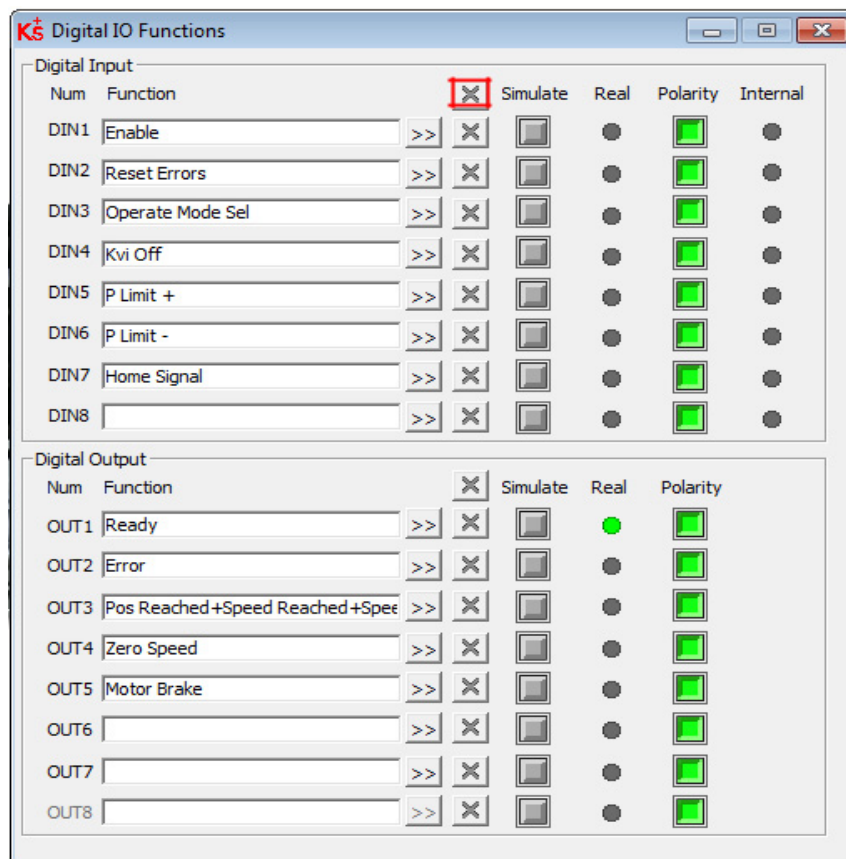 K+S Digital IO Functions
Digital Input
Num Function Simulate Real Polarity Internal
DIN1 Enable >>
DIN2 Reset Errors >>
DIN3 Operate Mode Sel >>
DIN4 Kvi Off >>
DIN5 P Limit + >>
DIN6 P Limit - >>
DIN7 Home Signal >>
DIN8 >>
Digital Output
Num Function Simulate Real Polarity
OUT1 Ready >>
OUT2 Error >>
OUT3 Pos Reached+Speed Reached+Spee >>
OUT4 Zero Speed >>
OUT5 Motor Brake >>
OUT6 >>
OUT7 >>
OUT8 >>